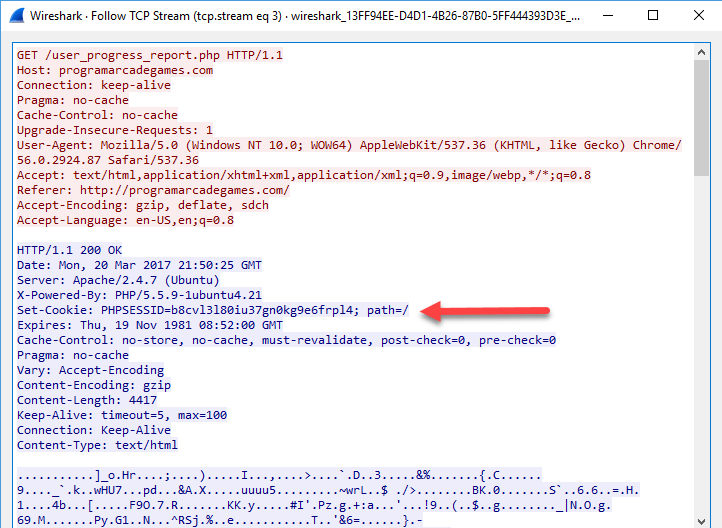 Wireshark · Follow TCP Stream (tcp.stream eq 3) · wireshark_13FF94EE-D4D1-4B26-87B0-5FF444393D3E_...
GET /user_progress_report.php HTTP/1.1
Host: programarcadegames.com
Connection: keep-alive
Pragma: no-cache
Cache-Control: no-cache
Upgrade-Insecure-Requests: 1
User-Agent: Mozilla/5.0 (Windows NT 10.0; WOW64) AppleWebKit/537.36 (KHTML, like Gecko) Chrome/
56.0.2924.87 Safari/537.36
Accept: text/html,application/xhtml+xml,application/xml;q=0.9,image/webp,*/*;q=0.8
Referer: http://programarcadegames.com/
Accept-Encoding: gzip, deflate, sdch
Accept-Language: en-US,en;q=0.8
HTTP/1.1 200 OK
Date: Mon, 20 Mar 2017 21:50:25 GMT
Server: Apache/2.4.7 (Ubuntu)
X-Powered-By: PHP/5.5.9-1ubuntu4.21
Set-Cookie: PHPSESSID=b8cvl3l80iu37gn0kg9e6frpl4; path=/
Expires: Thu, 19 Nov 1981 08:52:00 GMT
Cache-Control: no-store, no-cache, must-revalidate, post-check=0, pre-check=0
Pragma: no-cache
Vary: Accept-Encoding
Content-Encoding: gzip
Content-Length: 4417
Keep-Alive: timeout=5, max=100
Connection: Keep-Alive
Content-Type: text/html
...........]_o.Hr....;....).....I...,....>....`.D..3.....&%.......{.C......
9...._`.k..wHU7...pd...&A.X.....uuuu5.........~wrL..$ ./>........BK.0.......S`..6.6..=.H.
1....4b...[.....F9O.7.R.......KK.y.....#I'.Pz.g.+:a...'...!9..(..$..g........_|N.O.g.
69.M.......Py.G1..N...^RSj.%..e...........T..'&6=......}.-